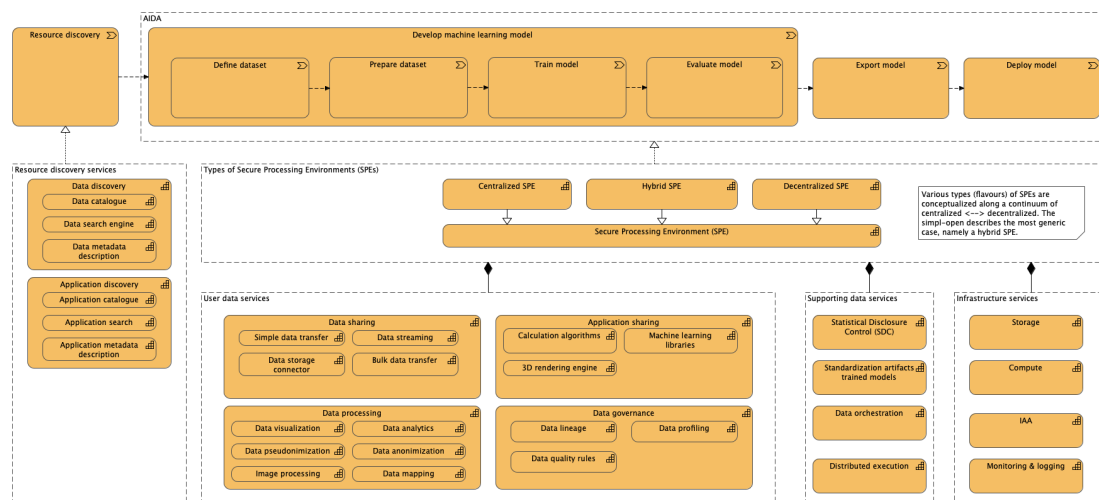 AIDA
Resource discovery
Develop machine learning model
Define dataset
Prepare dataset
Train model
Evaluate model
Export model
Deploy model
Resource discovery services
Data discovery
Data catalogue
Data search engine
Data metadata
description
Application discovery
Application catalogue
Application search
Application metadata
description
Types of Secure Processing Environments (SPEs)
Centralized SPE
Hybrid SPE
Decentralized SPE
Secure Processing Environment (SPE)
Various types (flavours) of SPEs are
conceptualized along a continuum of
centralized <--> decentralized. The
simpl-open describes the most generic
case, namely a hybrid SPE.
User data services
Data sharing
Simple data transfer
Data streaming
Data storage
connector
Bulk data transfer
Application sharing
Calculation algorithms
Machine learning
libraries
3D rendering engine
Data processing
Data visualization
Data analytics
Data pseudonimization
Data anonimization
Image processing
Data mapping
Data governance
Data lineage
Data profiling
Data quality rules
Supporting data services
Statistical Disclosure
Control (SDC)
Standardization artifacts
trained models
Data orchestration
Distributed execution
Infrastructure services
Storage
Compute
IAA
Monitoring & logging